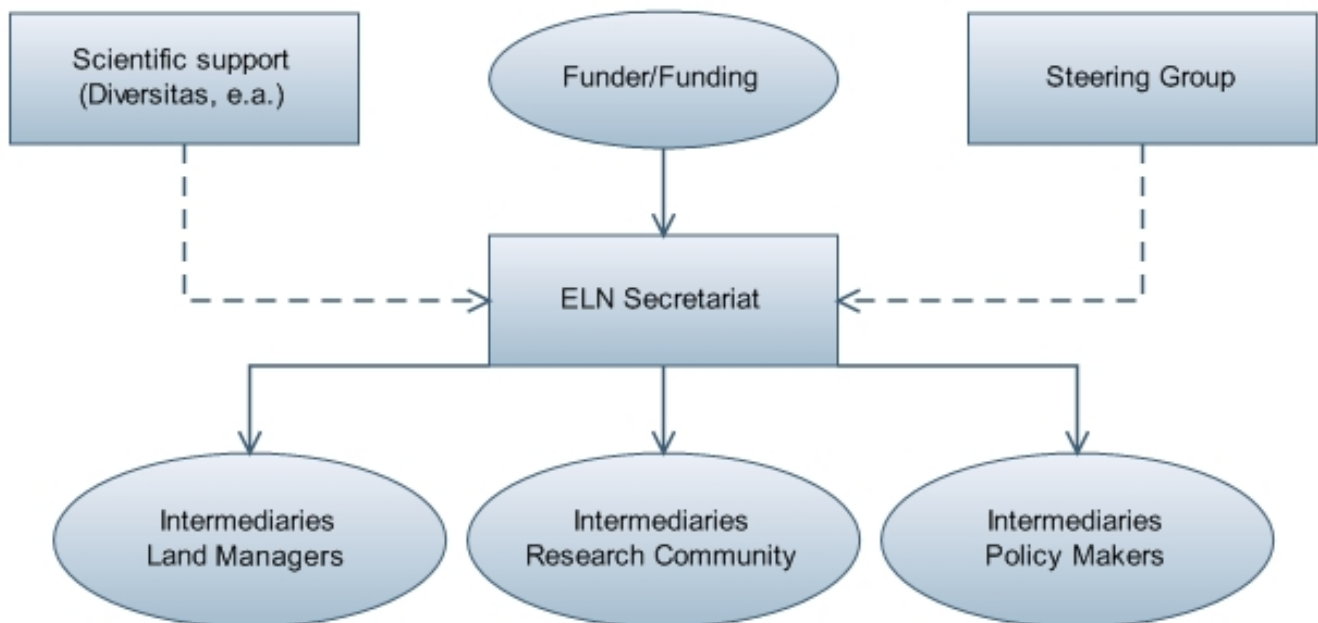 Scientific support
(Diversitas, e.a.)
Funder/Funding
Steering Group
ELN Secretariat
Intermediaries
Land Managers
Intermediaries
Research Community
Intermediaries
Policy Makers